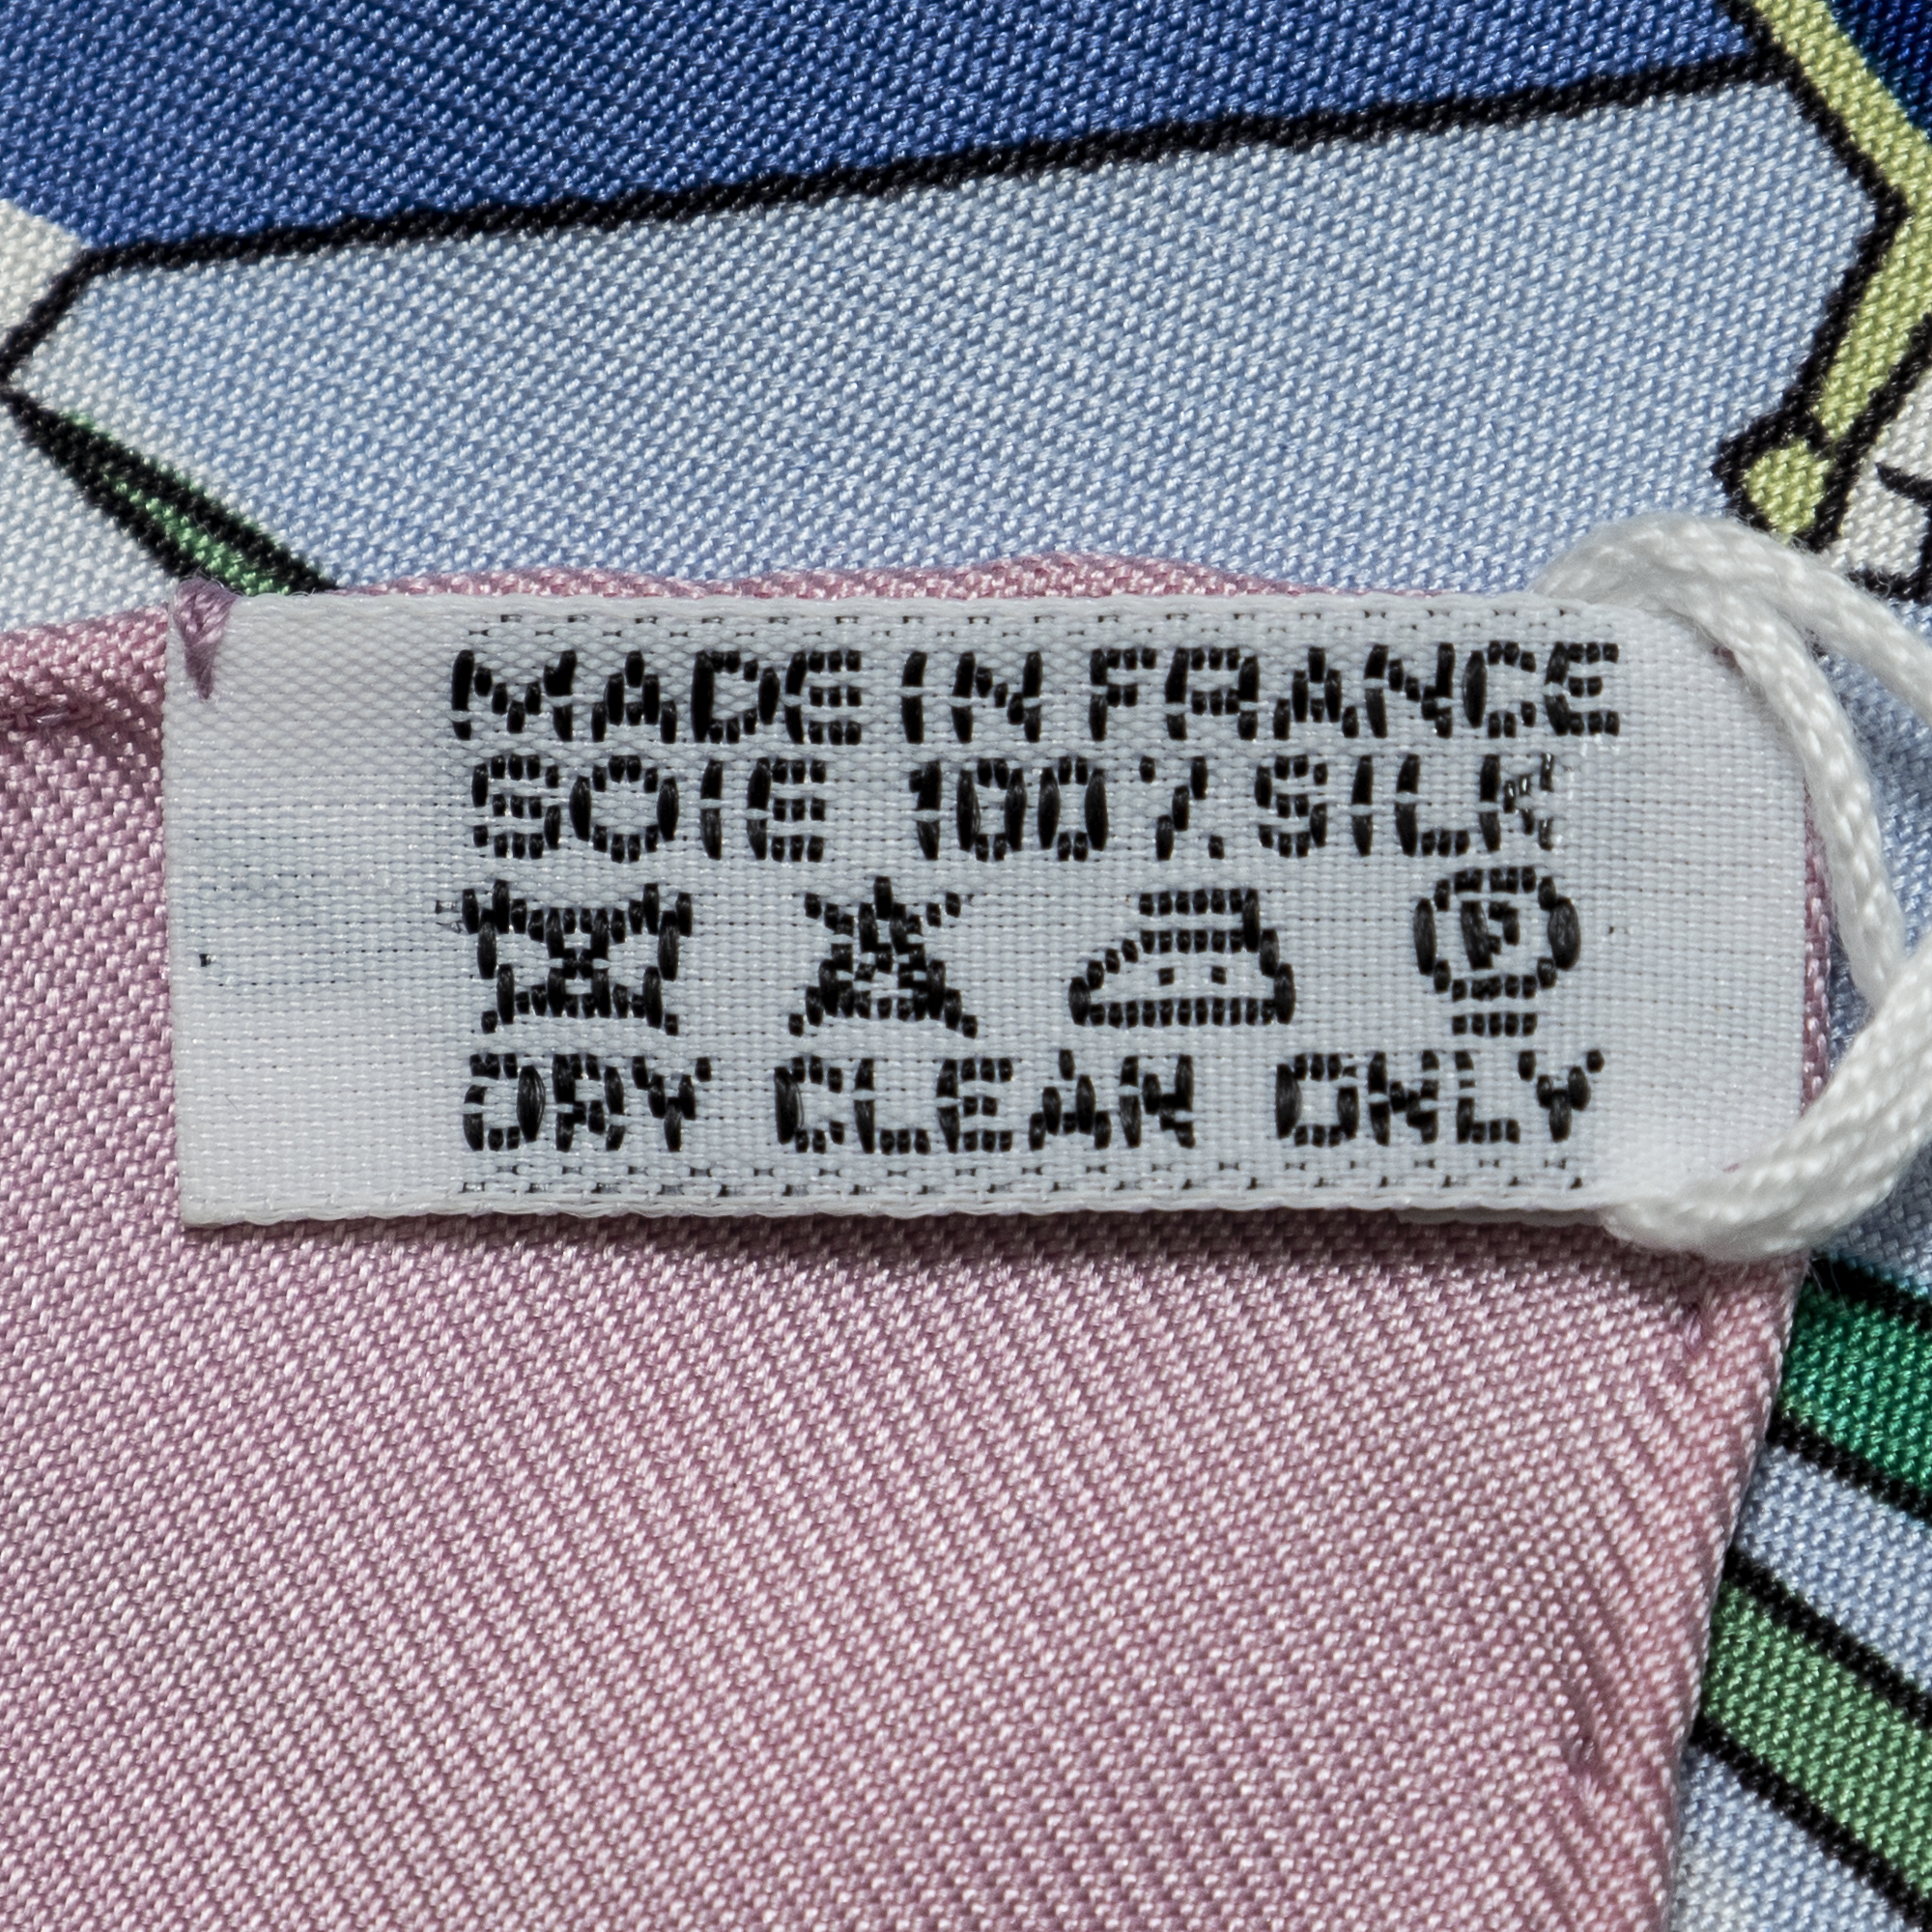 MADE IN FRANCE
SOIE 100% SILK
P
DRY CLEAN ONLY